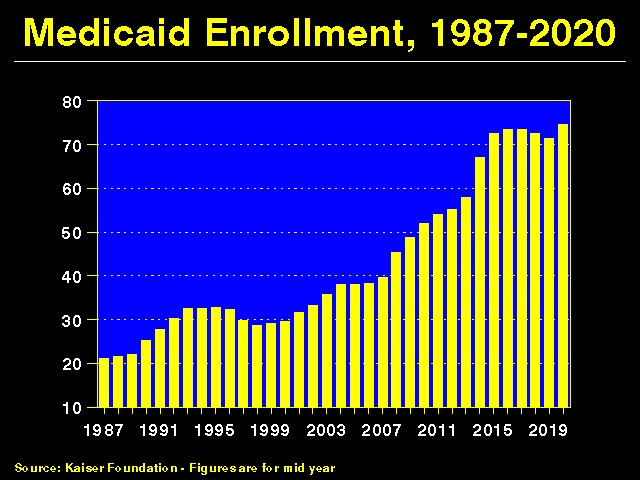 Medicaid Enrollment, 1987-2020
80
70
60
50
40
30
20
10
1987 1991 1995 1999 2003 2007 2011 2015 2019
Source: Kaiser Foundation - Figures are for mid year